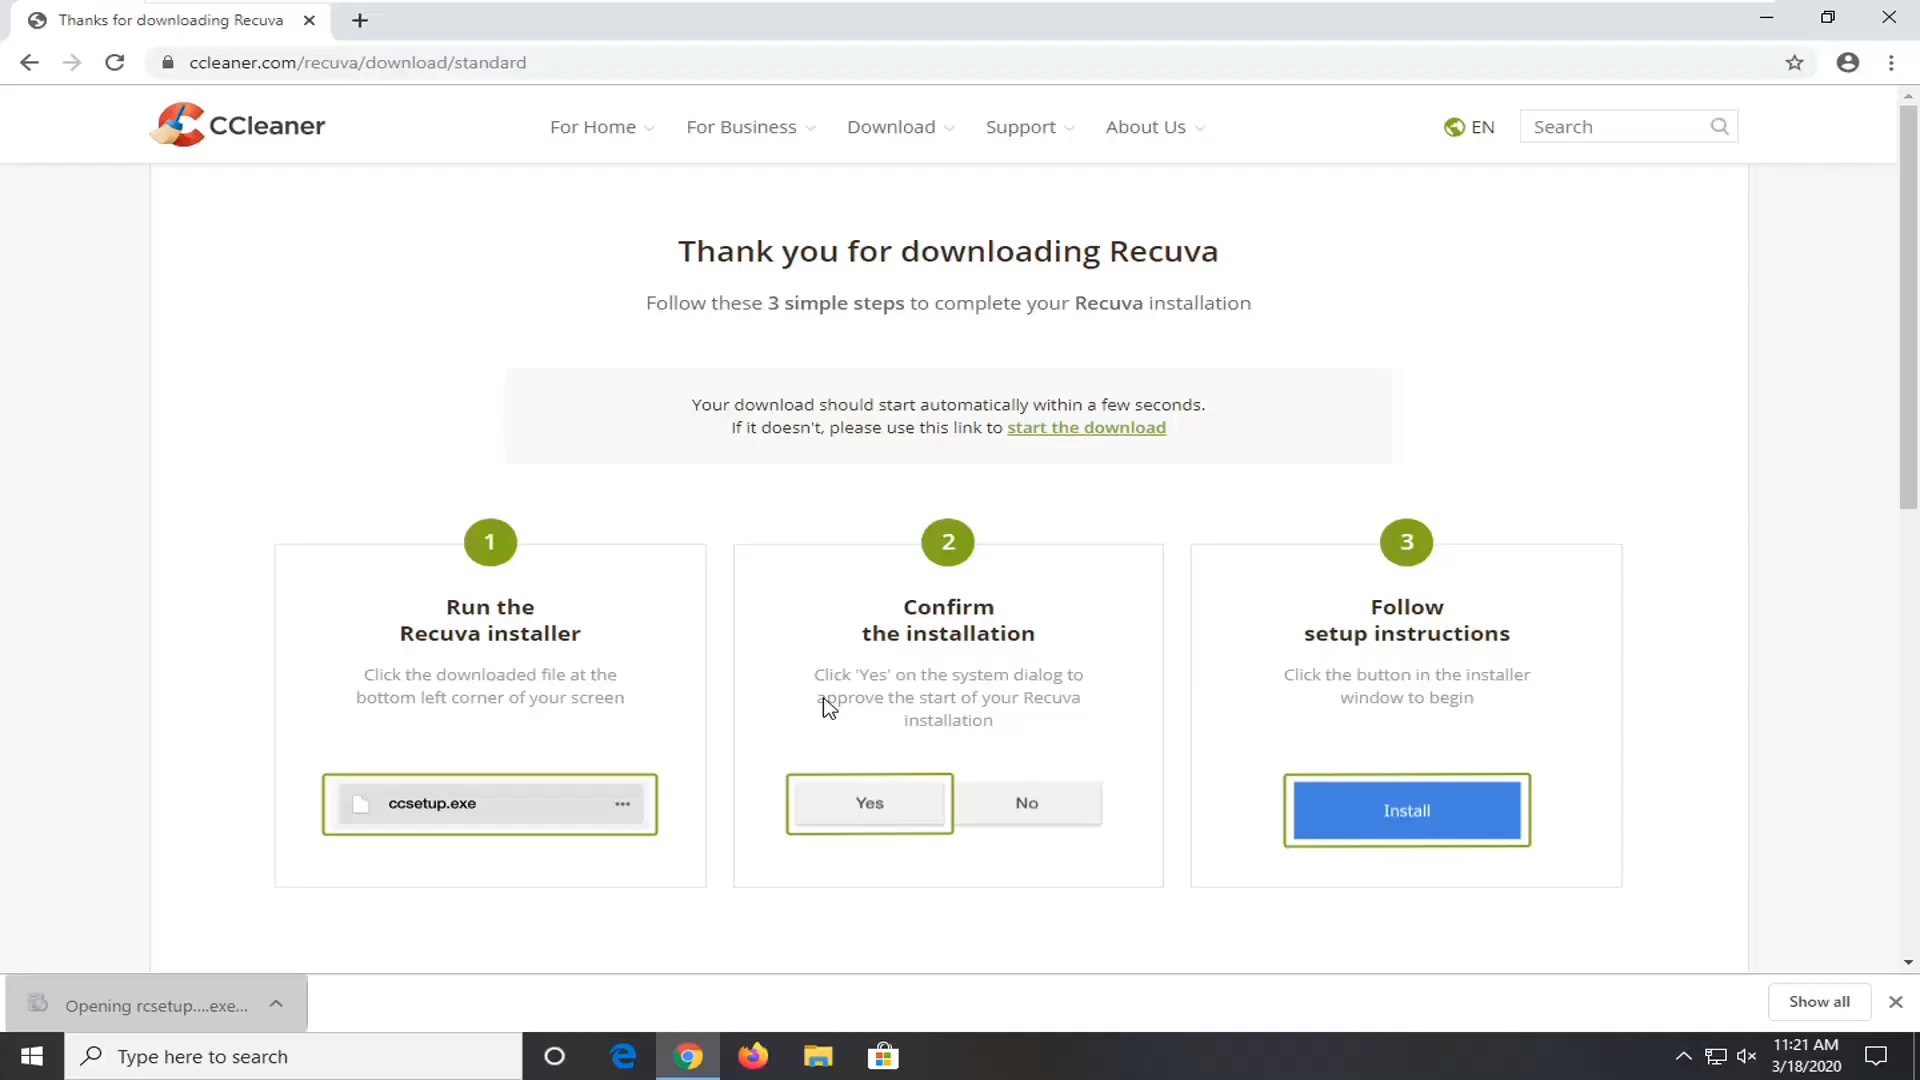 Thanks for downloading Recuva
ccleaner.com/recuva/download/standard
CCleaner
For Home
For Business
Download
Support
About Us
EN
Search
Thank you for downloading Recuva
Follow these 3 simple steps to complete your Recuva installation
Your download should start automatically within a few seconds.
If it doesn't, please use this link to start the download
1
Run the
Recuva installer
Click the downloaded file at the
bottom left corner of your screen
ccsetup.exe
2
Confirm
the installation
Click 'Yes' on the system dialog to
approve the start of your Recuva
installation
Yes
No
3
Follow
setup instructions
Click the button in the installer
window to begin
Install
Opening rcsetup....exe...
Show all
Type here to search
11:21 AM
3/18/2020